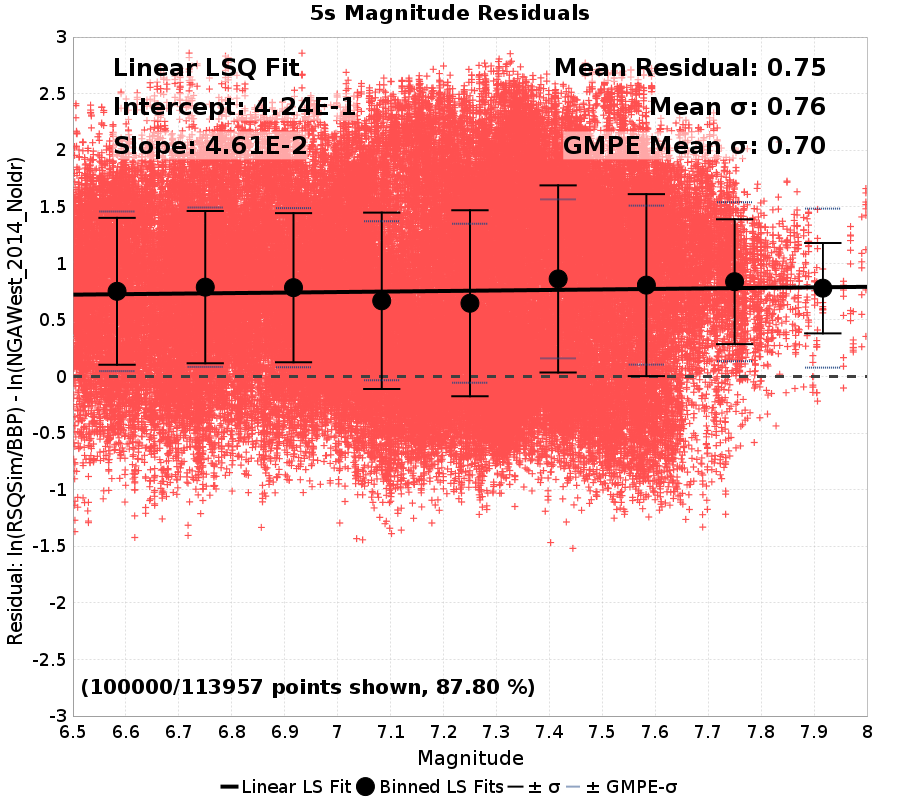 5s Magnitude Residuals
Linear LSQ Fit
Intercept: 4.24E-1
Slope: 4.61E-2
Mean Residual: 0.75
Mean σ: 0.76
GMPE Mean σ: 0.70
Residual: ln(RSQSim/BBP) - ln(NGAWest_2014_NoIdr)
3
2.5
2
1.5
1
0.5
0
-0.5
-1
-1.5
-2
-2.5
-3
(100000/113957 points shown, 87.80 %)
6.5 6.6 6.7 6.8 6.9 7 7.1 7.2 7.3 7.4 7.5 7.6 7.7 7.8 7.9 8
Magnitude
Linear LS Fit Binned LS Fits ± σ ± GMPE-σ